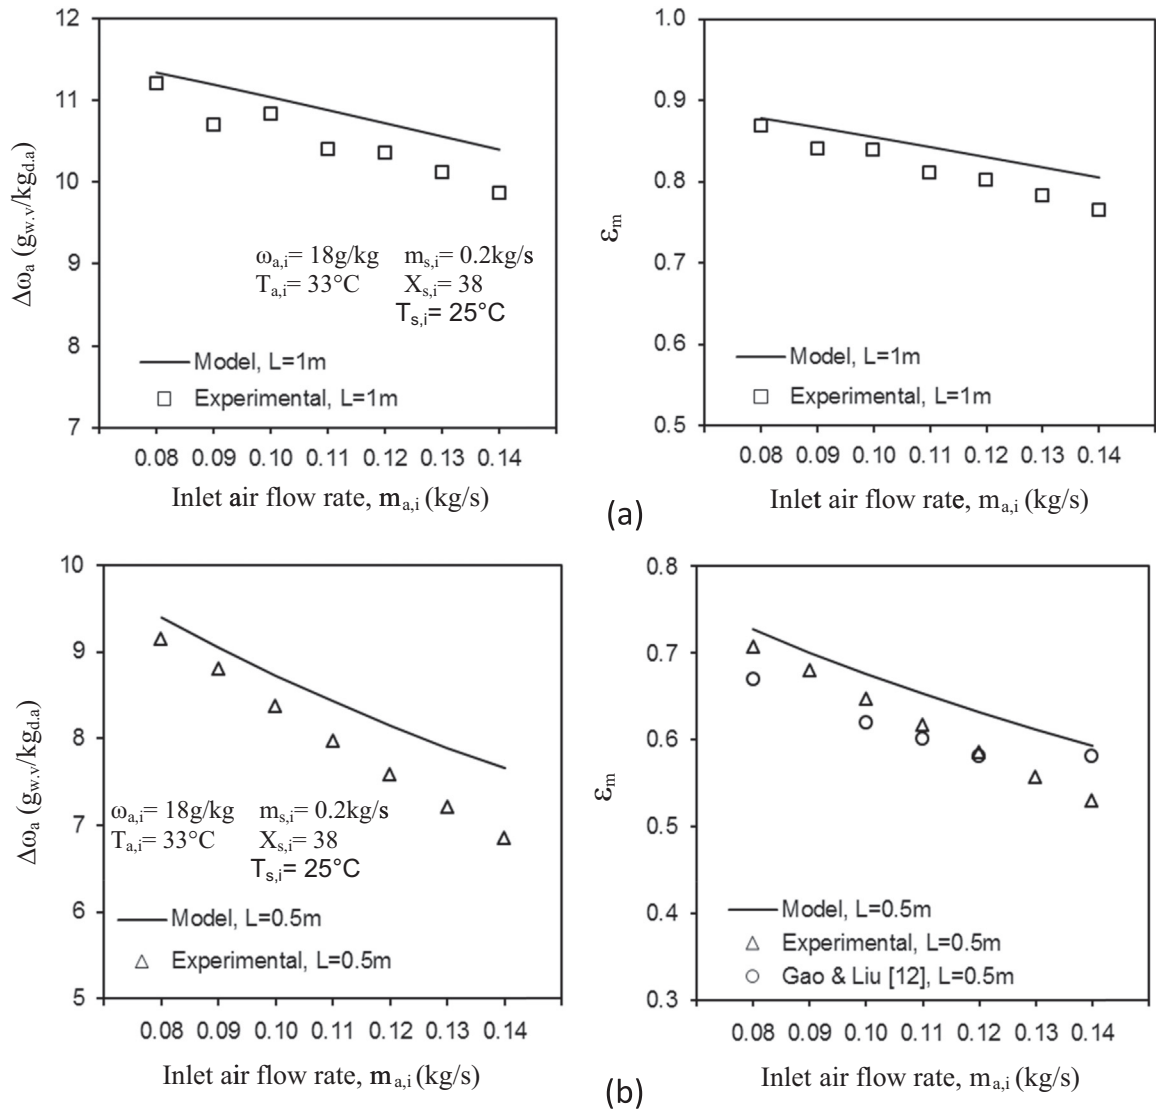 12
11
10
9
8
7
Δω_a (g_w.v/kg_d.a)
ω_a,i= 18g/kg m_s,i= 0.2kg/s
T_a,i= 33°C X_s,i= 38
T_s,i= 25°C
Model, L=1m
Experimental, L=1m
0.08 0.09 0.10 0.11 0.12 0.13 0.14
Inlet air flow rate, m_a,i (kg/s)
1.0
0.9
0.8
0.7
0.6
0.5
ε_m
Model, L=1m
Experimental, L=1m
0.08 0.09 0.10 0.11 0.12 0.13 0.14
Inlet air flow rate, m_a,i (kg/s)
(a)
10
9
8
7
6
5
Δω_a (g_w.v/kg_d.a)
ω_a,i= 18g/kg m_s,i= 0.2kg/s
T_a,i= 33°C X_s,i= 38
T_s,i= 25°C
Model, L=0.5m
Experimental, L=0.5m
0.08 0.09 0.10 0.11 0.12 0.13 0.14
Inlet air flow rate, m_a,i (kg/s)
0.8
0.7
0.6
0.5
0.4
0.3
ε_m
Model, L=0.5m
Experimental, L=0.5m
Gao & Liu [12], L=0.5m
0.08 0.09 0.10 0.11 0.12 0.13 0.14
Inlet air flow rate, m_a,i (kg/s)
(b)